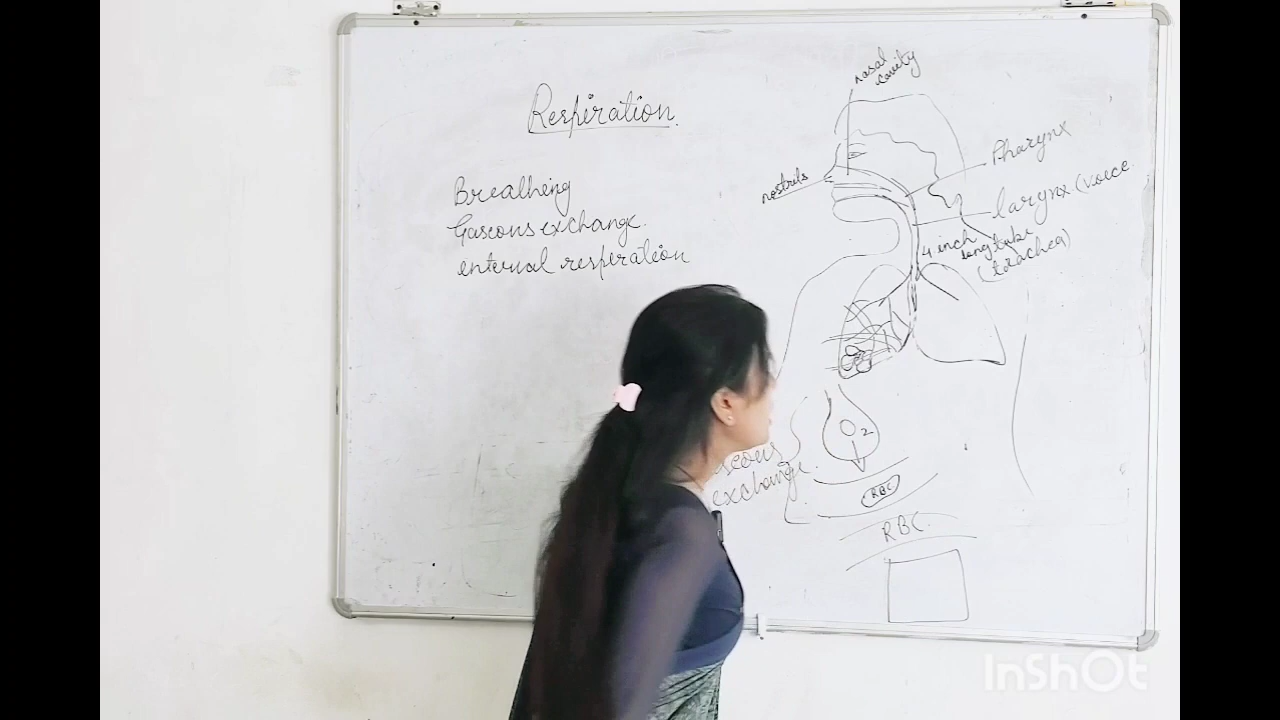 Respiration
Breathing
Gaseous exchange.
internal respiration
nasal
cavity
nostrils
Pharynx
larynx (voice
4 inch
long tube
(trachea)
O2
exchange
RBC
RBC.
InShOt